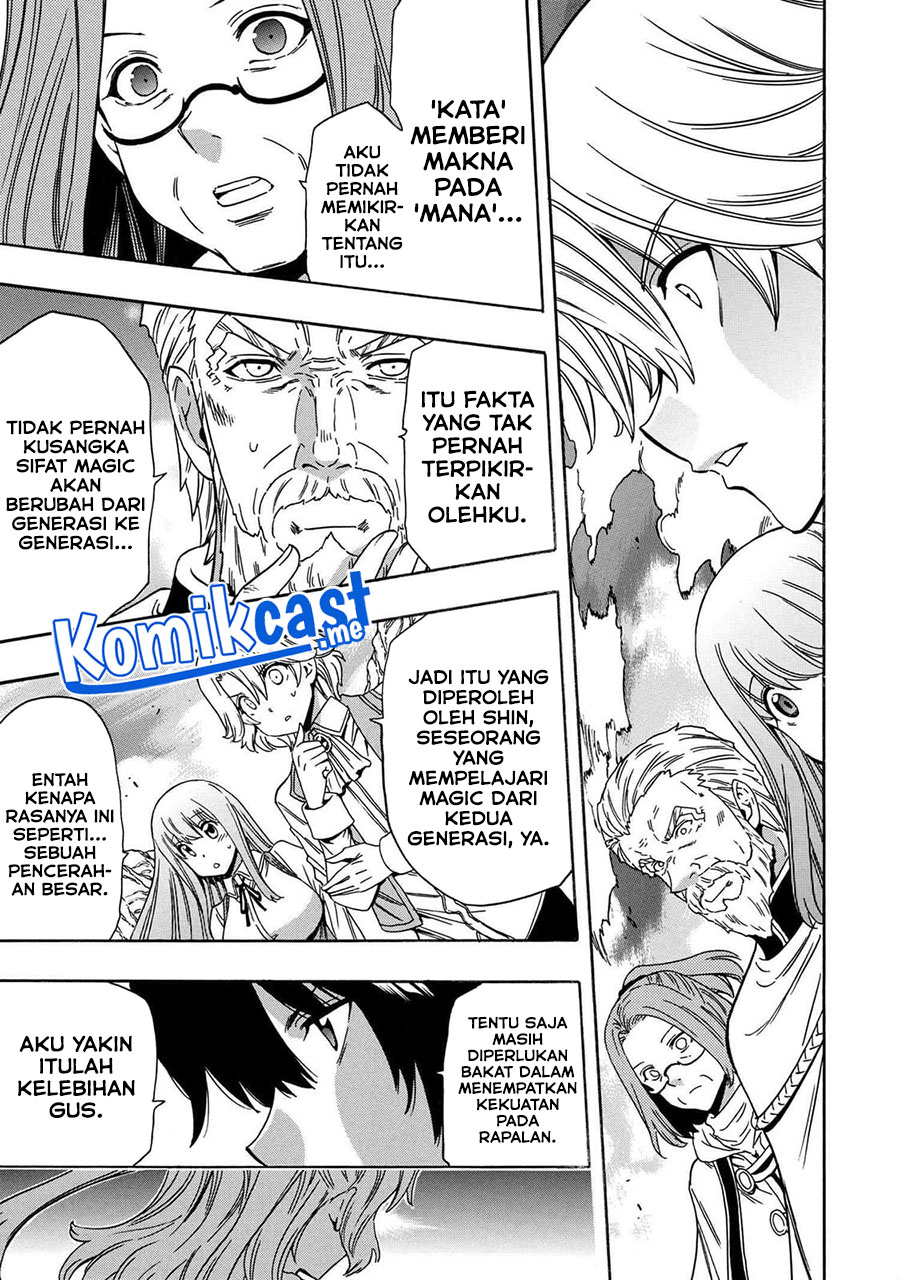 'KATA'
MEMBERI
MAKNA
PADA
'MANA'...
AKU
TIDAK
PERNAH
MEMIKIR-
KAN
TENTANG
ITU...
ITU FAKTA
YANG TAK
PERNAH
TERPIKIR-
KAN
OLEHKU.
TIDAK PERNAH
KUSANGKA
SIFAT MAGIC
AKAN
BERUBAH DARI
GENERASI KE
GENERASI...
Komikcast
.me
JADI ITU YANG
DIPEROLEH
OLEH SHIN,
SESEORANG
YANG
MEMPELAJARI
MAGIC DARI
KEDUA
GENERASI, YA.
ENTAH
KENAPA
RASANYA INI
SEPERTI...
SEBUAH
PENCERAH-
AN BESAR.
TENTU SAJA
MASIH
DIPERLUKAN
BAKAT DALAM
MENEMPATKAN
KEKUATAN
PADA
RAPALAN.
AKU YAKIN
ITULAH
KELEBIHAN
GUS.